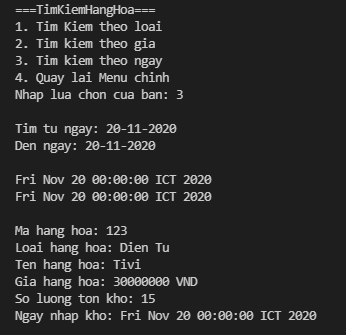 ===TimKiemHangHoa===
1. Tim Kiem theo loai
2. Tim kiem theo gia
3. Tim kiem theo ngay
4. Quay lai Menu chinh
Nhap lua chon cua ban: 3
Tim tu ngay: 20-11-2020
Den ngay: 20-11-2020
Fri Nov 20 00:00:00 ICT 2020
Fri Nov 20 00:00:00 ICT 2020
Ma hang hoa: 123
Loai hang hoa: Dien Tu
Ten hang hoa: Tivi
Gia hang hoa: 30000000 VND
So luong ton kho: 15
Ngay nhap kho: Fri Nov 20 00:00:00 ICT 2020